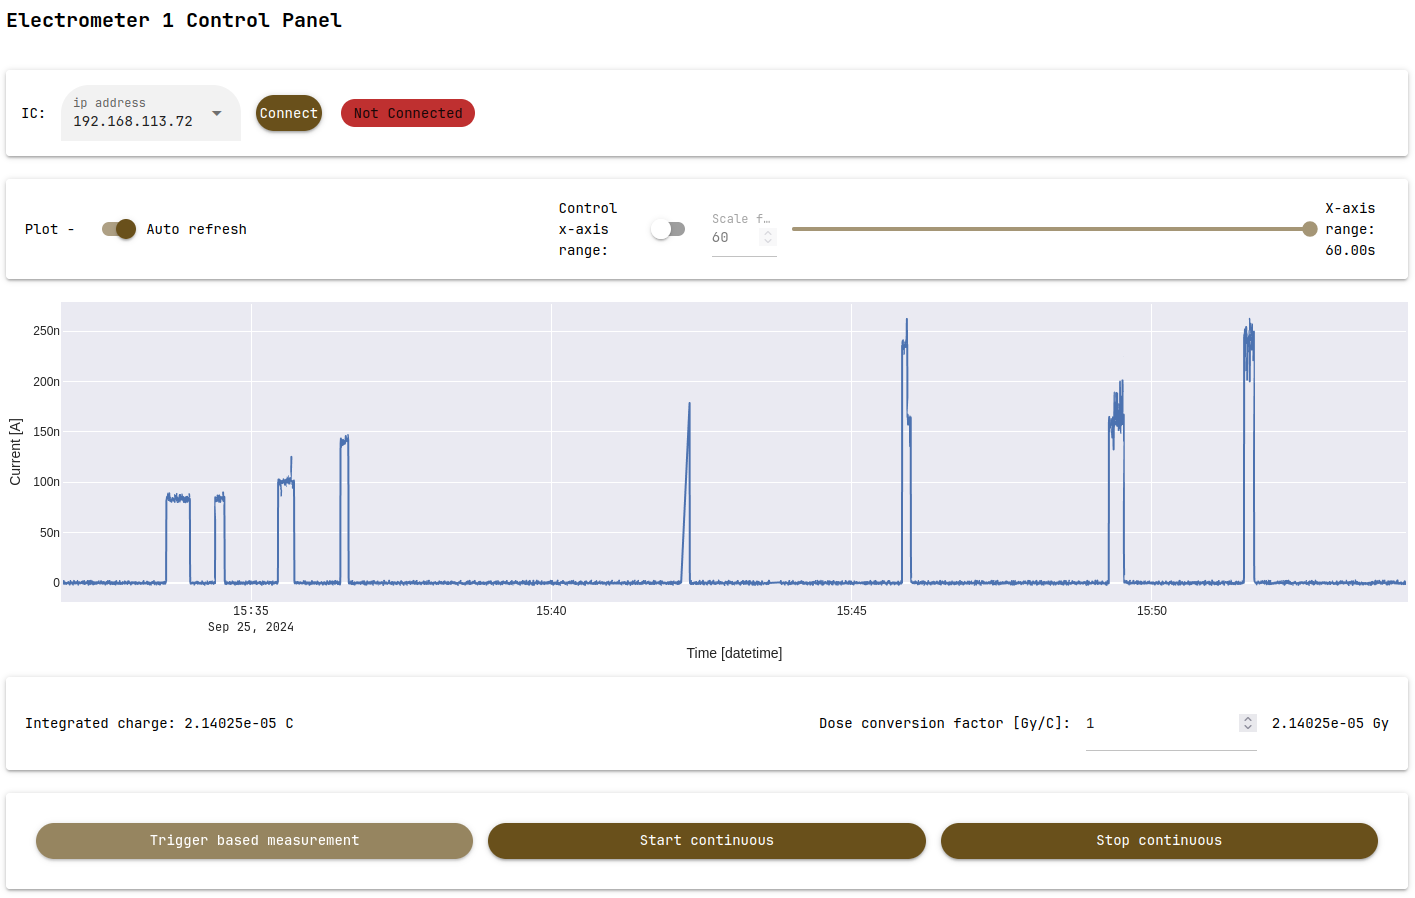 Electrometer 1 Control Panel
IC:
ip address
192.168.113.72
Connect
Not Connected
Plot -
Auto refresh
Control
x-axis
range:
Scale f…
60
X-axis
range:
60.00s
250n
200n
150n
100n
50n
0
Current [A]
15:35
Sep 25, 2024
15:40
15:45
15:50
Time [datetime]
Integrated charge: 2.14025e-05 C
Dose conversion factor [Gy/C]:
1
2.14025e-05 Gy
Trigger based measurement
Start continuous
Stop continuous